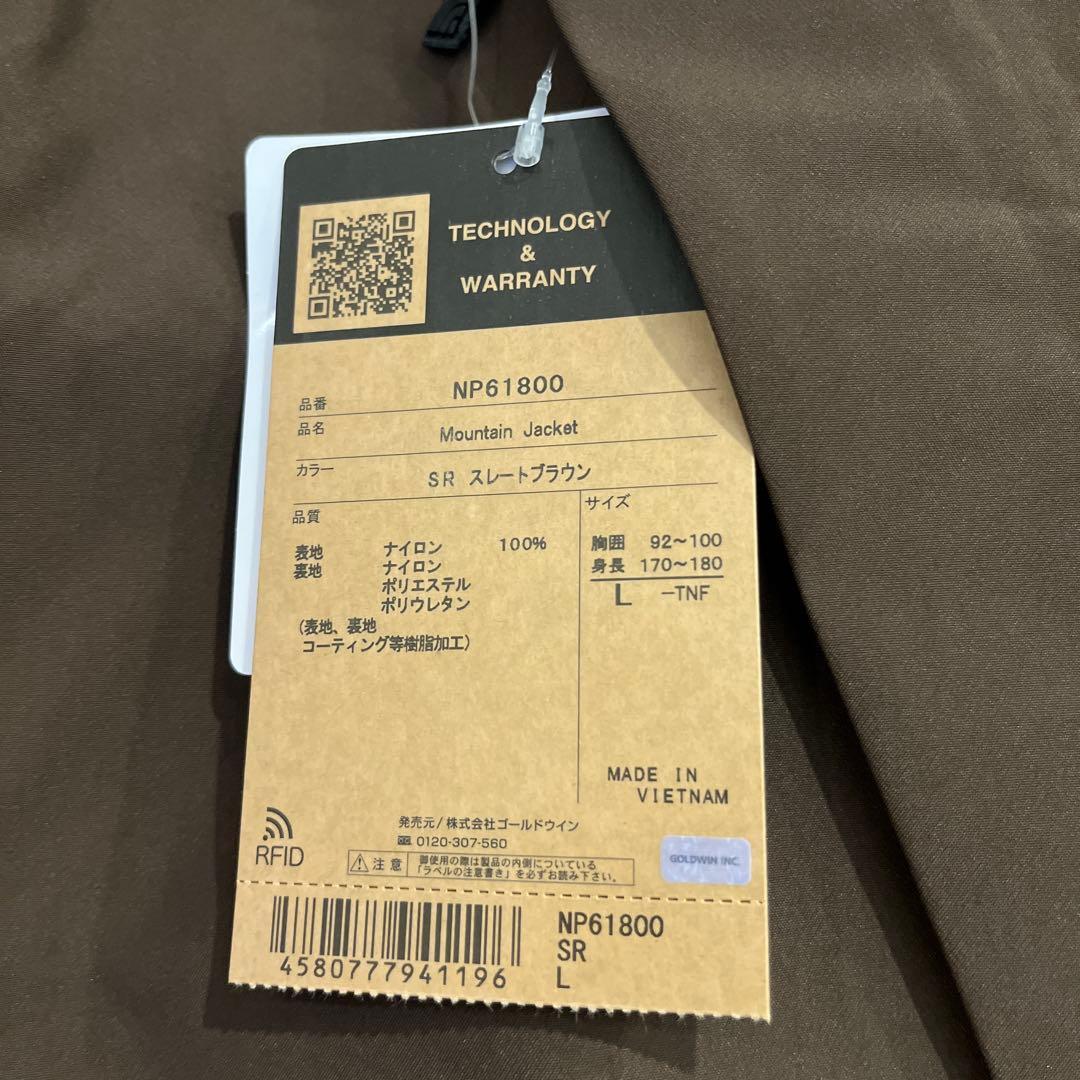 TECHNOLOGY
&
WARRANTY
品番 NP61800
品名 Mountain Jacket
カラー SR スレートブラウン
品質
表地 ナイロン 100%
裏地 ナイロン
ポリエステル
ポリウレタン
(表地、裏地
コーティング等樹脂加工)
サイズ
胸囲 92~100
身長 170~180
L -TNF
MADE IN
VIETNAM
発売元/株式会社ゴールドウイン
0120-307-560
RFID
注意 御使用の際は製品の内側についている
「ラベルの注意書き」を必ずお読み下さい。
GOLDWIN INC.
4580777941196
NP61800
SR
L